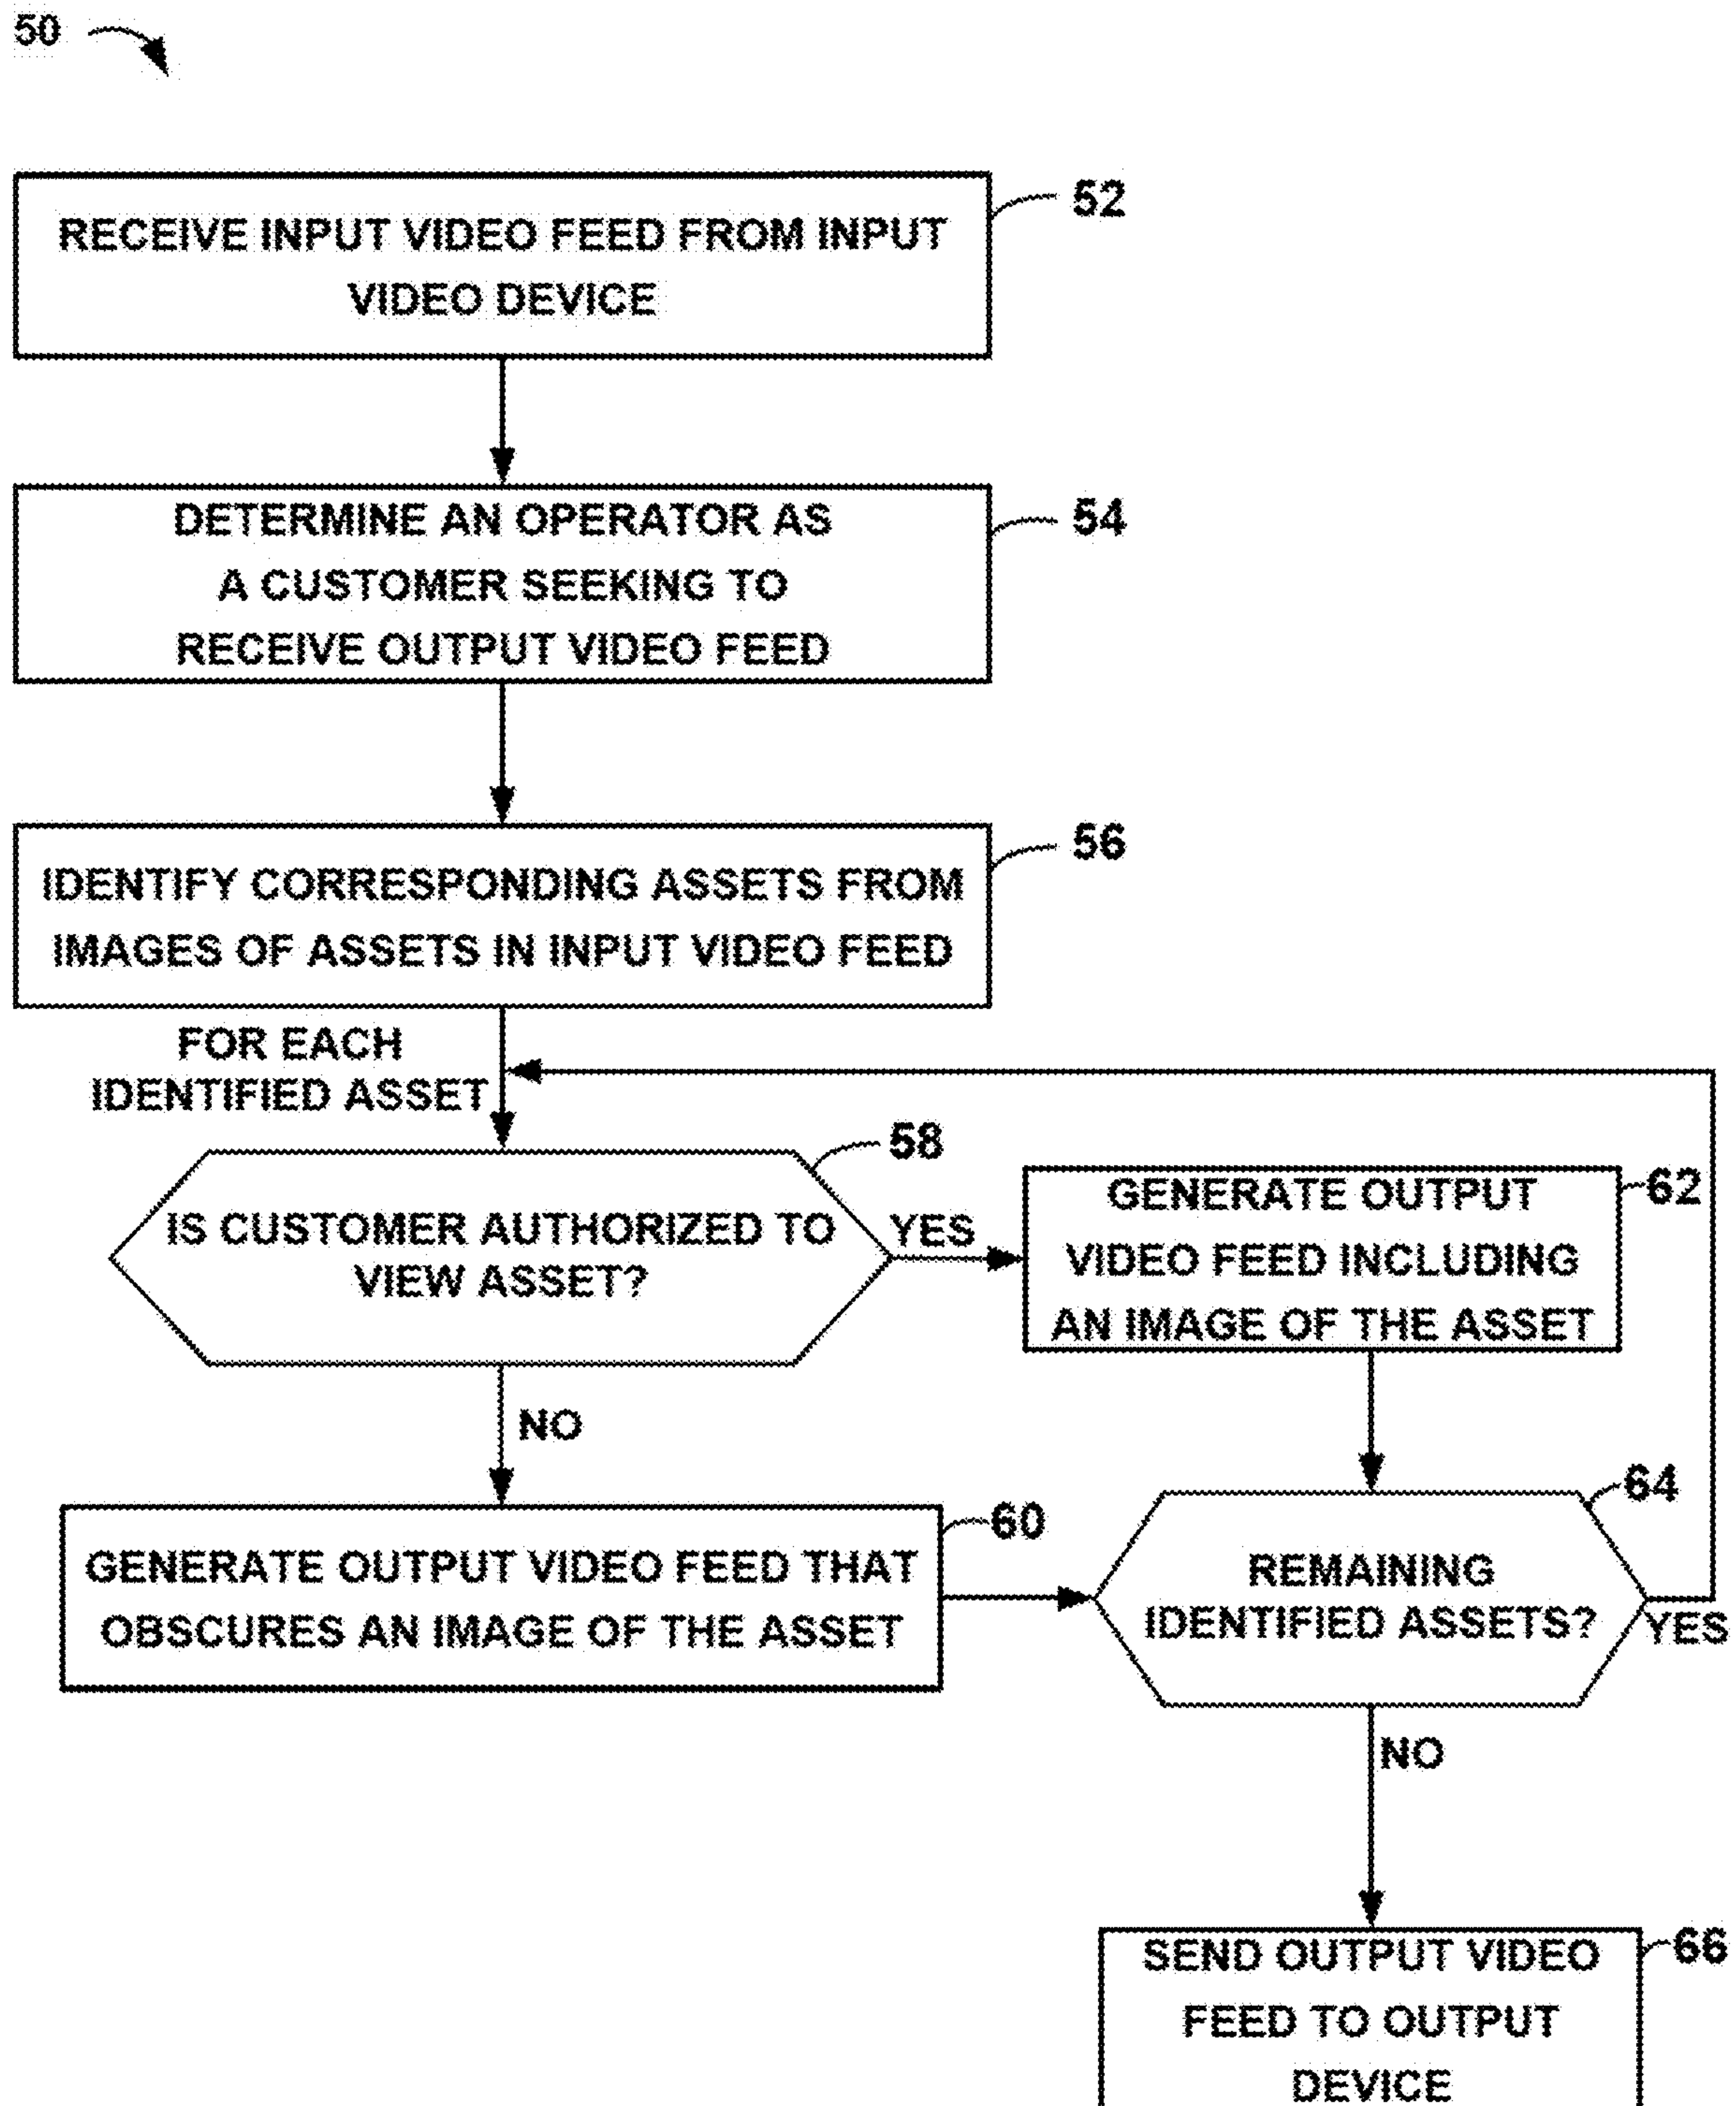 50
RECEIVE INPUT VIDEO FEED FROM INPUT
VIDEO DEVICE
52
DETERMINE AN OPERATOR AS
A CUSTOMER SEEKING TO
RECEIVE OUTPUT VIDEO FEED
54
IDENTIFY CORRESPONDING ASSETS FROM
IMAGES OF ASSETS IN INPUT VIDEO FEED
56
FOR EACH
IDENTIFIED ASSET
IS CUSTOMER AUTHORIZED TO
VIEW ASSET?
58
YES
GENERATE OUTPUT
VIDEO FEED INCLUDING
AN IMAGE OF THE ASSET
62
NO
GENERATE OUTPUT VIDEO FEED THAT
OBSCURES AN IMAGE OF THE ASSET
60
REMAINING
IDENTIFIED ASSETS?
64
YES
NO
SEND OUTPUT VIDEO
FEED TO OUTPUT
DEVICE
66